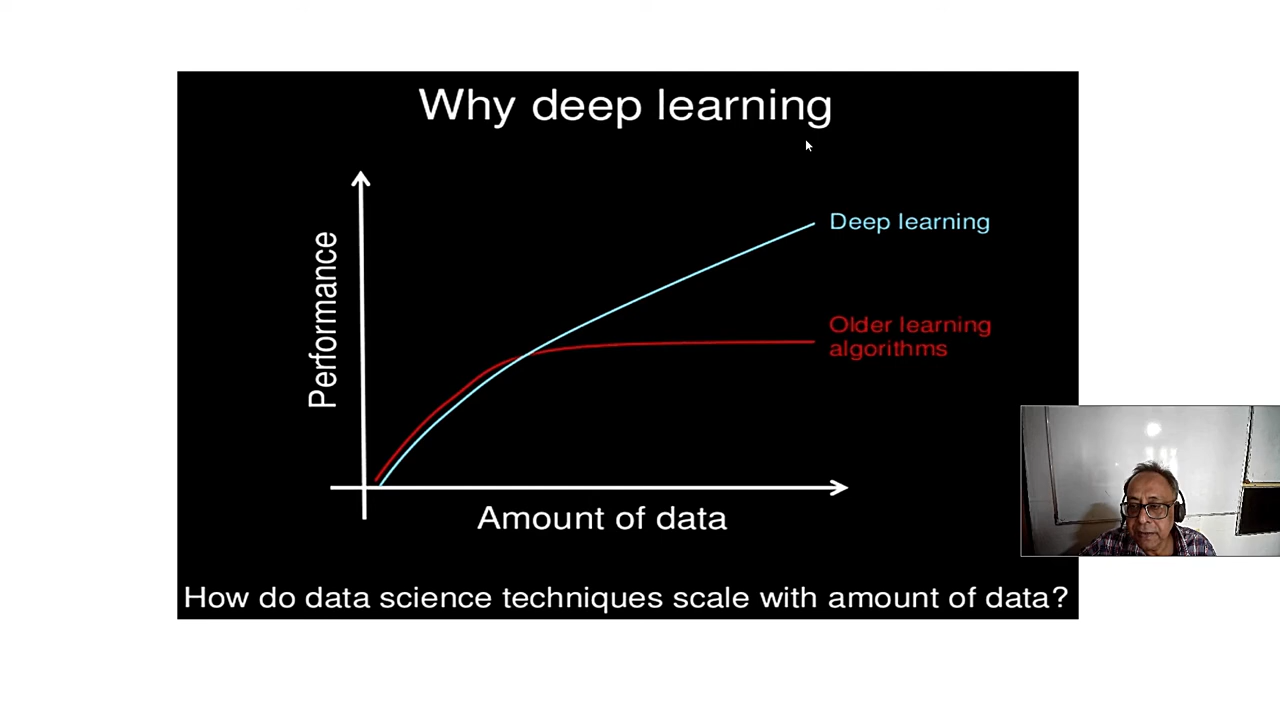 Why deep learning
Deep learning
Older learning
algorithms
Performance
Amount of data
How do data science techniques scale with amount of data?